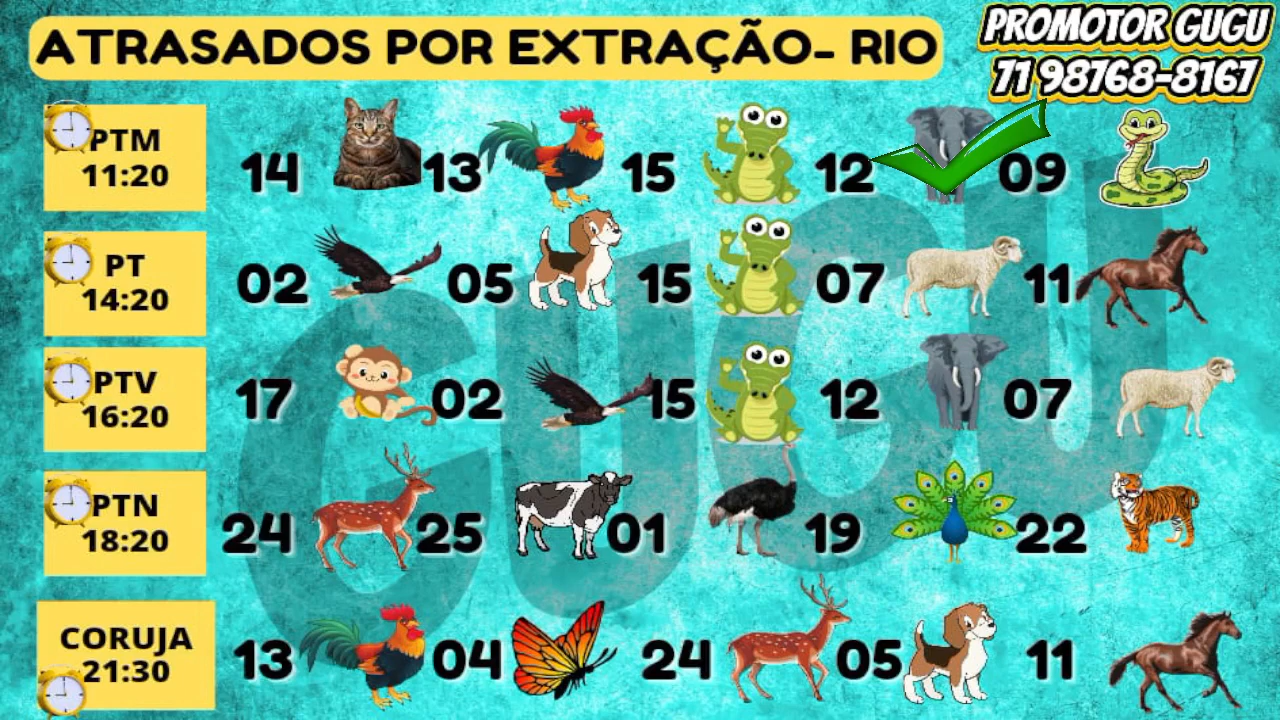 ATRASADOS POR EXTRAÇÃO- RIO
PROMOTOR GUGU
71 98768-8167
PTM
11:20
14 13 15 12 09
PT
14:20
02 05 15 07 11
PTV
16:20
17 02 15 12 07
PTN
18:20
24 25 01 19 22
CORUJA
21:30
13 04 24 05 11
GUGU